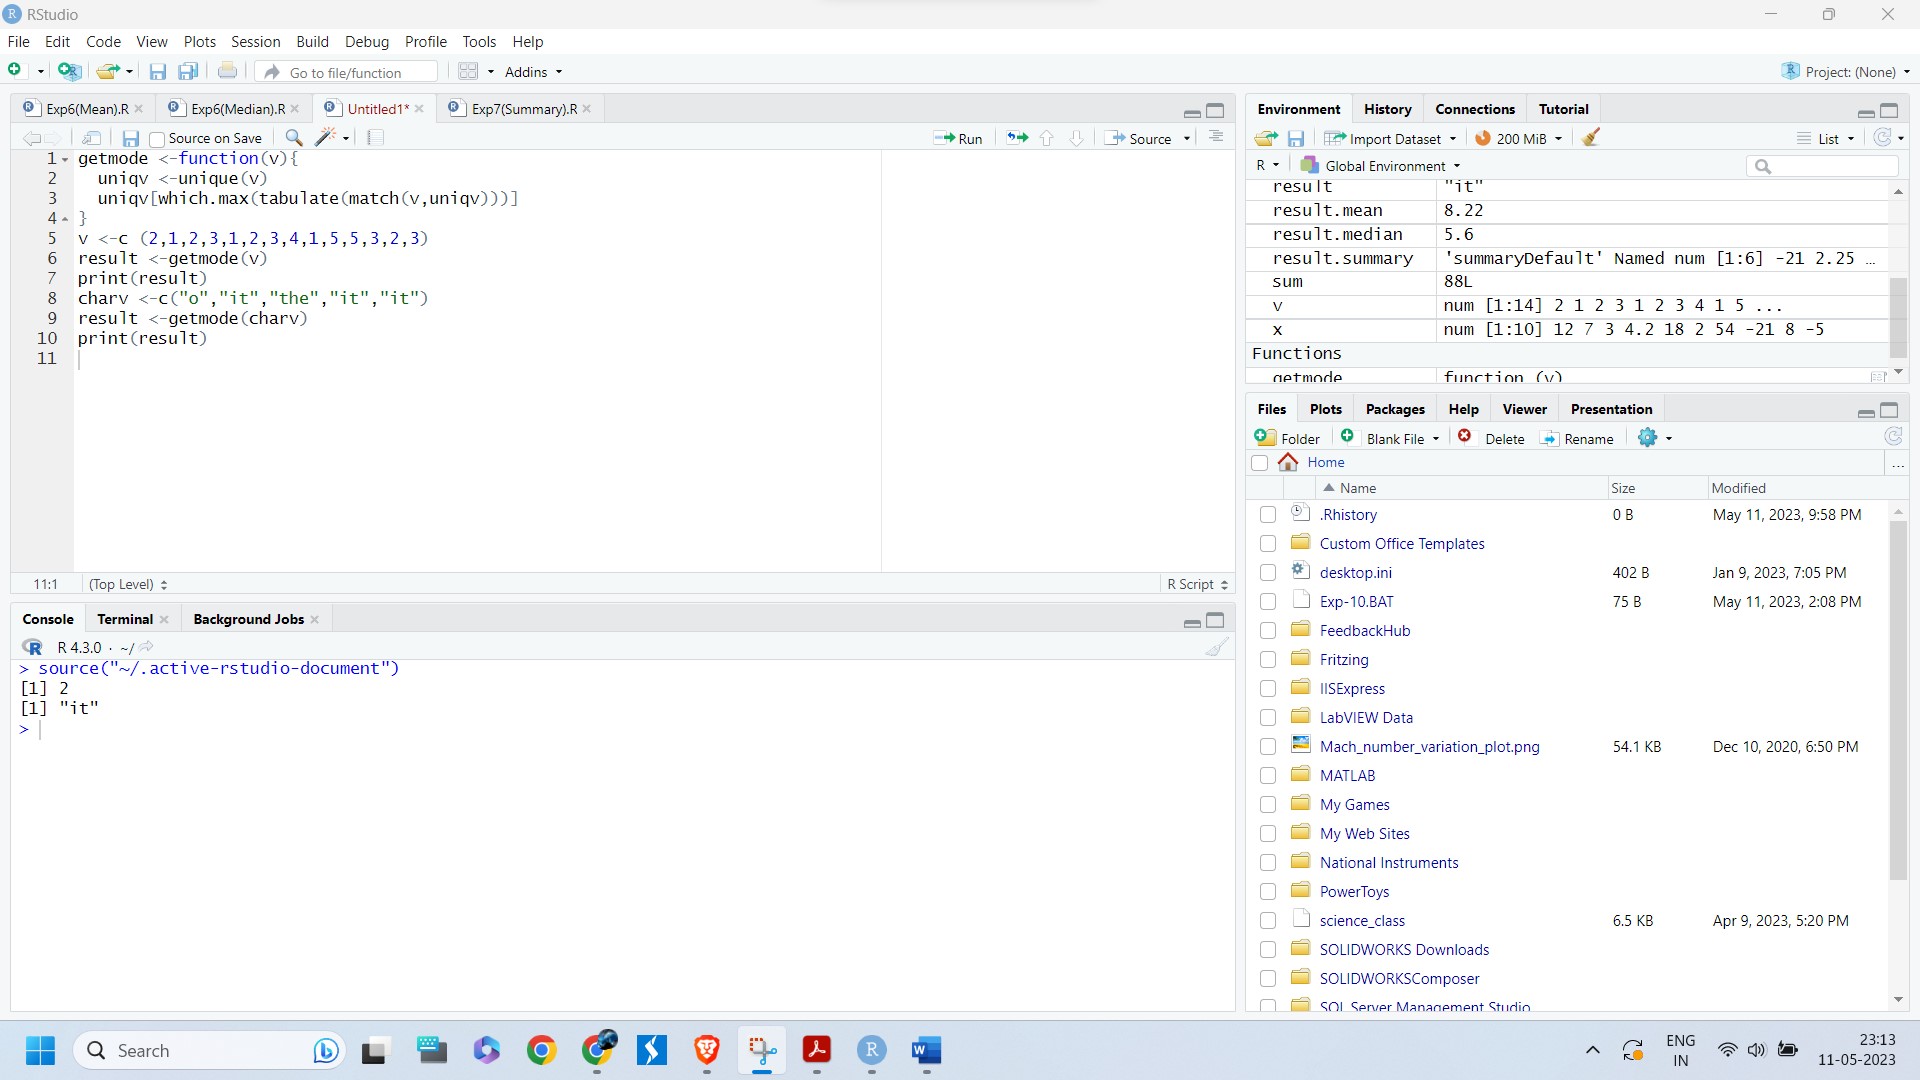 RStudio
File Edit Code View Plots Session Build Debug Profile Tools Help
Go to file/function Addins Project: (None)
Exp6(Mean).R Exp6(Median).R Untitled1* Exp7(Summary).R
Source on Save Run Source
1 getmode <-function(v){
2 uniqv <-unique(v)
3 uniqv[which.max(tabulate(match(v,uniqv)))]
4 }
5 v <-c (2,1,2,3,1,2,3,4,1,5,5,3,2,3)
6 result <-getmode(v)
7 print(result)
8 charv <-c("o","it","the","it","it")
9 result <-getmode(charv)
10 print(result)
11
11:1 (Top Level) R Script
Console Terminal Background Jobs
R 4.3.0 · ~/
> source("~/.active-rstudio-document")
[1] 2
[1] "it"
>
Environment History Connections Tutorial
Import Dataset 200 MiB List
R Global Environment
result "it"
result.mean 8.22
result.median 5.6
result.summary 'summaryDefault' Named num [1:6] -21 2.25 …
sum 88L
v num [1:14] 2 1 2 3 1 2 3 4 1 5 ...
x num [1:10] 12 7 3 4.2 18 2 54 -21 8 -5
Functions
getmode function (v)
Files Plots Packages Help Viewer Presentation
Folder Blank File Delete Rename
Home ...
Name Size Modified
.Rhistory 0 B May 11, 2023, 9:58 PM
Custom Office Templates
desktop.ini 402 B Jan 9, 2023, 7:05 PM
Exp-10.BAT 75 B May 11, 2023, 2:08 PM
FeedbackHub
Fritzing
IISExpress
LabVIEW Data
Mach_number_variation_plot.png 54.1 KB Dec 10, 2020, 6:50 PM
MATLAB
My Games
My Web Sites
National Instruments
PowerToys
science_class 6.5 KB Apr 9, 2023, 5:20 PM
SOLIDWORKS Downloads
SOLIDWORKSComposer
SQL Server Management Studio
Search
ENG
IN
23:13
11-05-2023